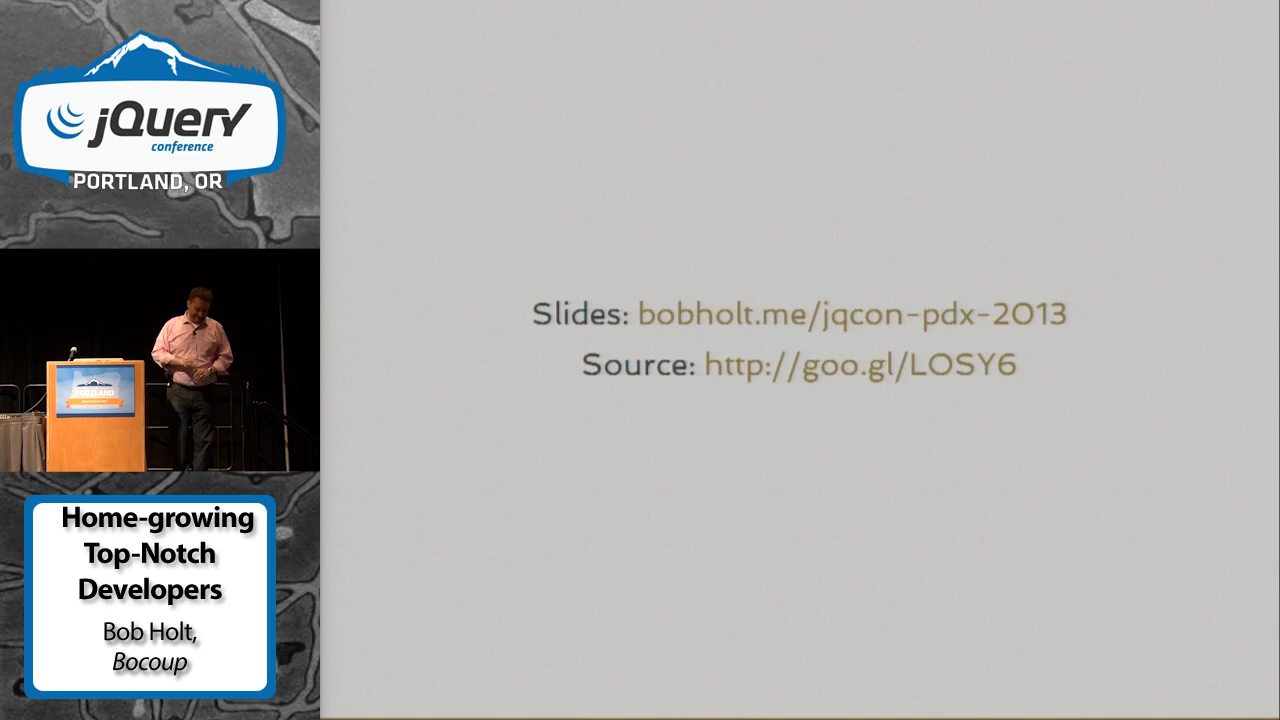 jQuery
conference
PORTLAND, OR
PORTLAND
Home-growing
Top-Notch
Developers
Bob Holt,
Bocoup
Slides: bobholt.me/jqcon-pdx-2013
Source: http://goo.gl/LOSY6